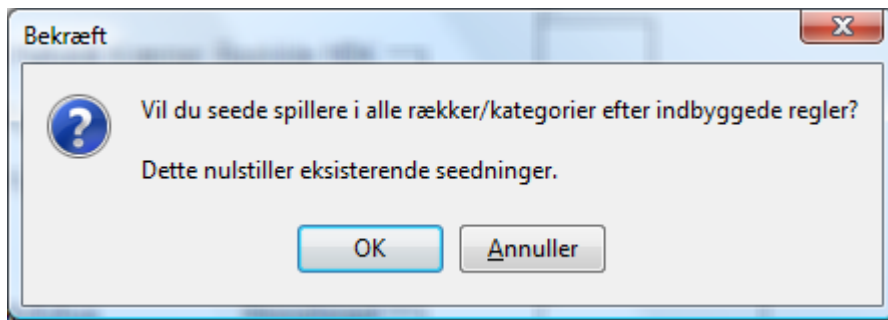 Bekræft
Vil du seede spillere i alle rækker/kategorier efter indbyggede regler?
Dette nulstiller eksisterende seedninger.
OK
Annuller